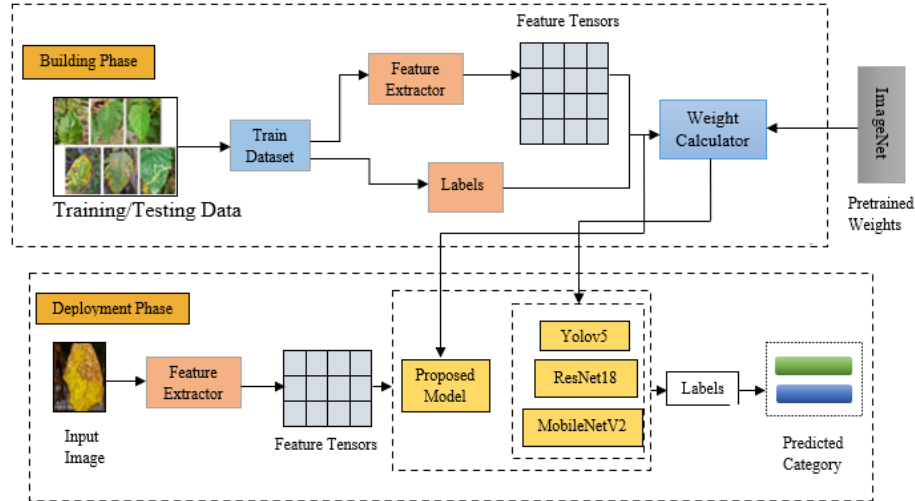 Feature Tensors
Building Phase
Feature
Extractor
ImageNet
Train
Dataset
Weight
Calculator
Labels
Training/Testing Data
Pretrained
Weights
Deployment Phase
Yolov5
Feature
Extractor
Proposed
Model
ResNet18
Labels
MobileNetV2
Input
Image
Feature Tensors
Predicted
Category